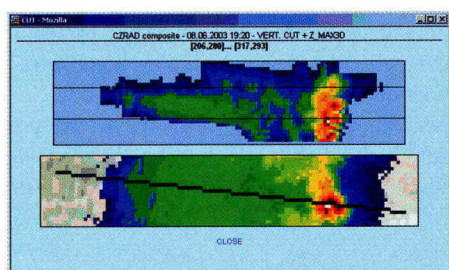 CUT - Mozilla
CZRAD composite - 08.06.2003 19:20 - VERT. CUT + Z_MAX3D
[206,280]... [317,293]
CLOSE